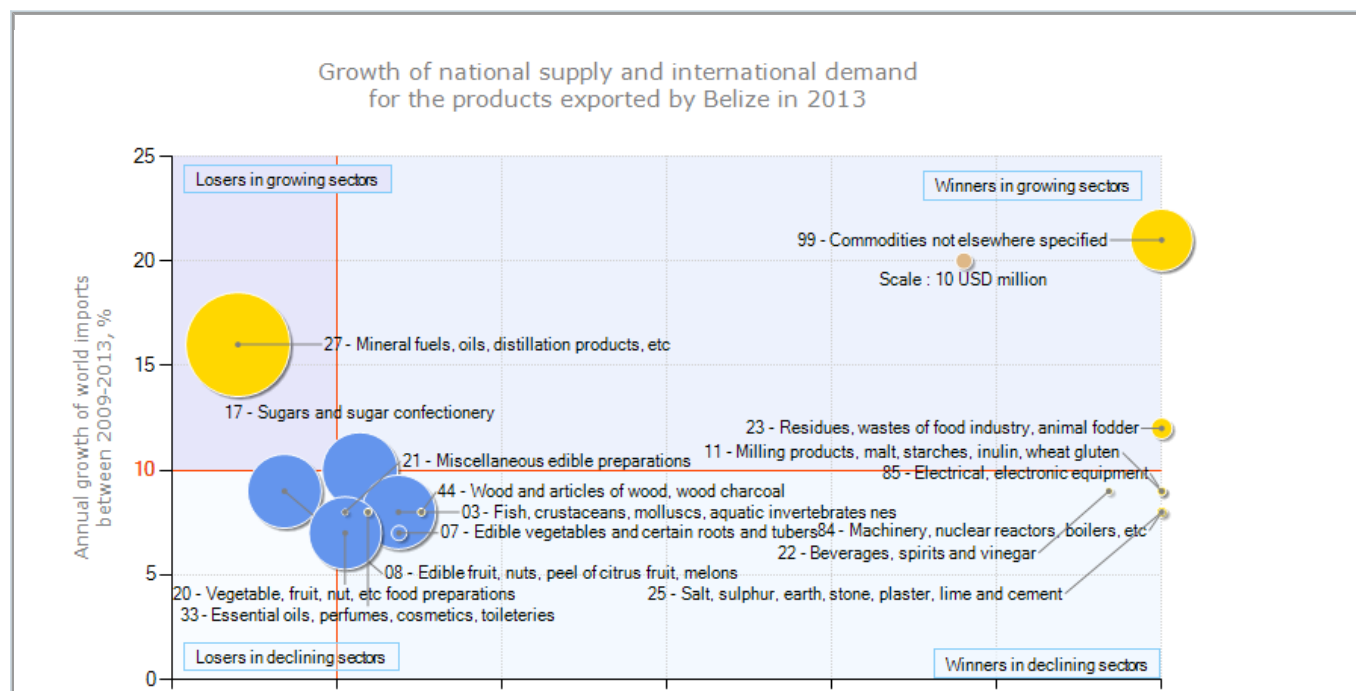 Growth of national supply and international demand
for the products exported by Belize in 2013
Annual growth of world imports
between 2009-2013, %
25
Losers in growing sectors
Winners in growing sectors
99 - Commodities not elsewhere specified
20
Scale : 10 USD million
27 - Mineral fuels, oils, distillation products, etc
15
17 - Sugars and sugar confectionery
23 - Residues, wastes of food industry, animal fodder
11 - Milling products, malt, starches, inulin, wheat gluten
21 - Miscellaneous edible preparations
10
85 - Electrical, electronic equipment
44 - Wood and articles of wood, wood charcoal
03 - Fish, crustaceans, molluscs, aquatic invertebrates nes
07 - Edible vegetables and certain roots and tubers
84 - Machinery, nuclear reactors, boilers, etc
22 - Beverages, spirits and vinegar
08 - Edible fruit, nuts, peel of citrus fruit, melons
5
20 - Vegetable, fruit, nut, etc food preparations
25 - Salt, sulphur, earth, stone, plaster, lime and cement
33 - Essential oils, perfumes, cosmetics, toileteries
Losers in declining sectors
Winners in declining sectors
0